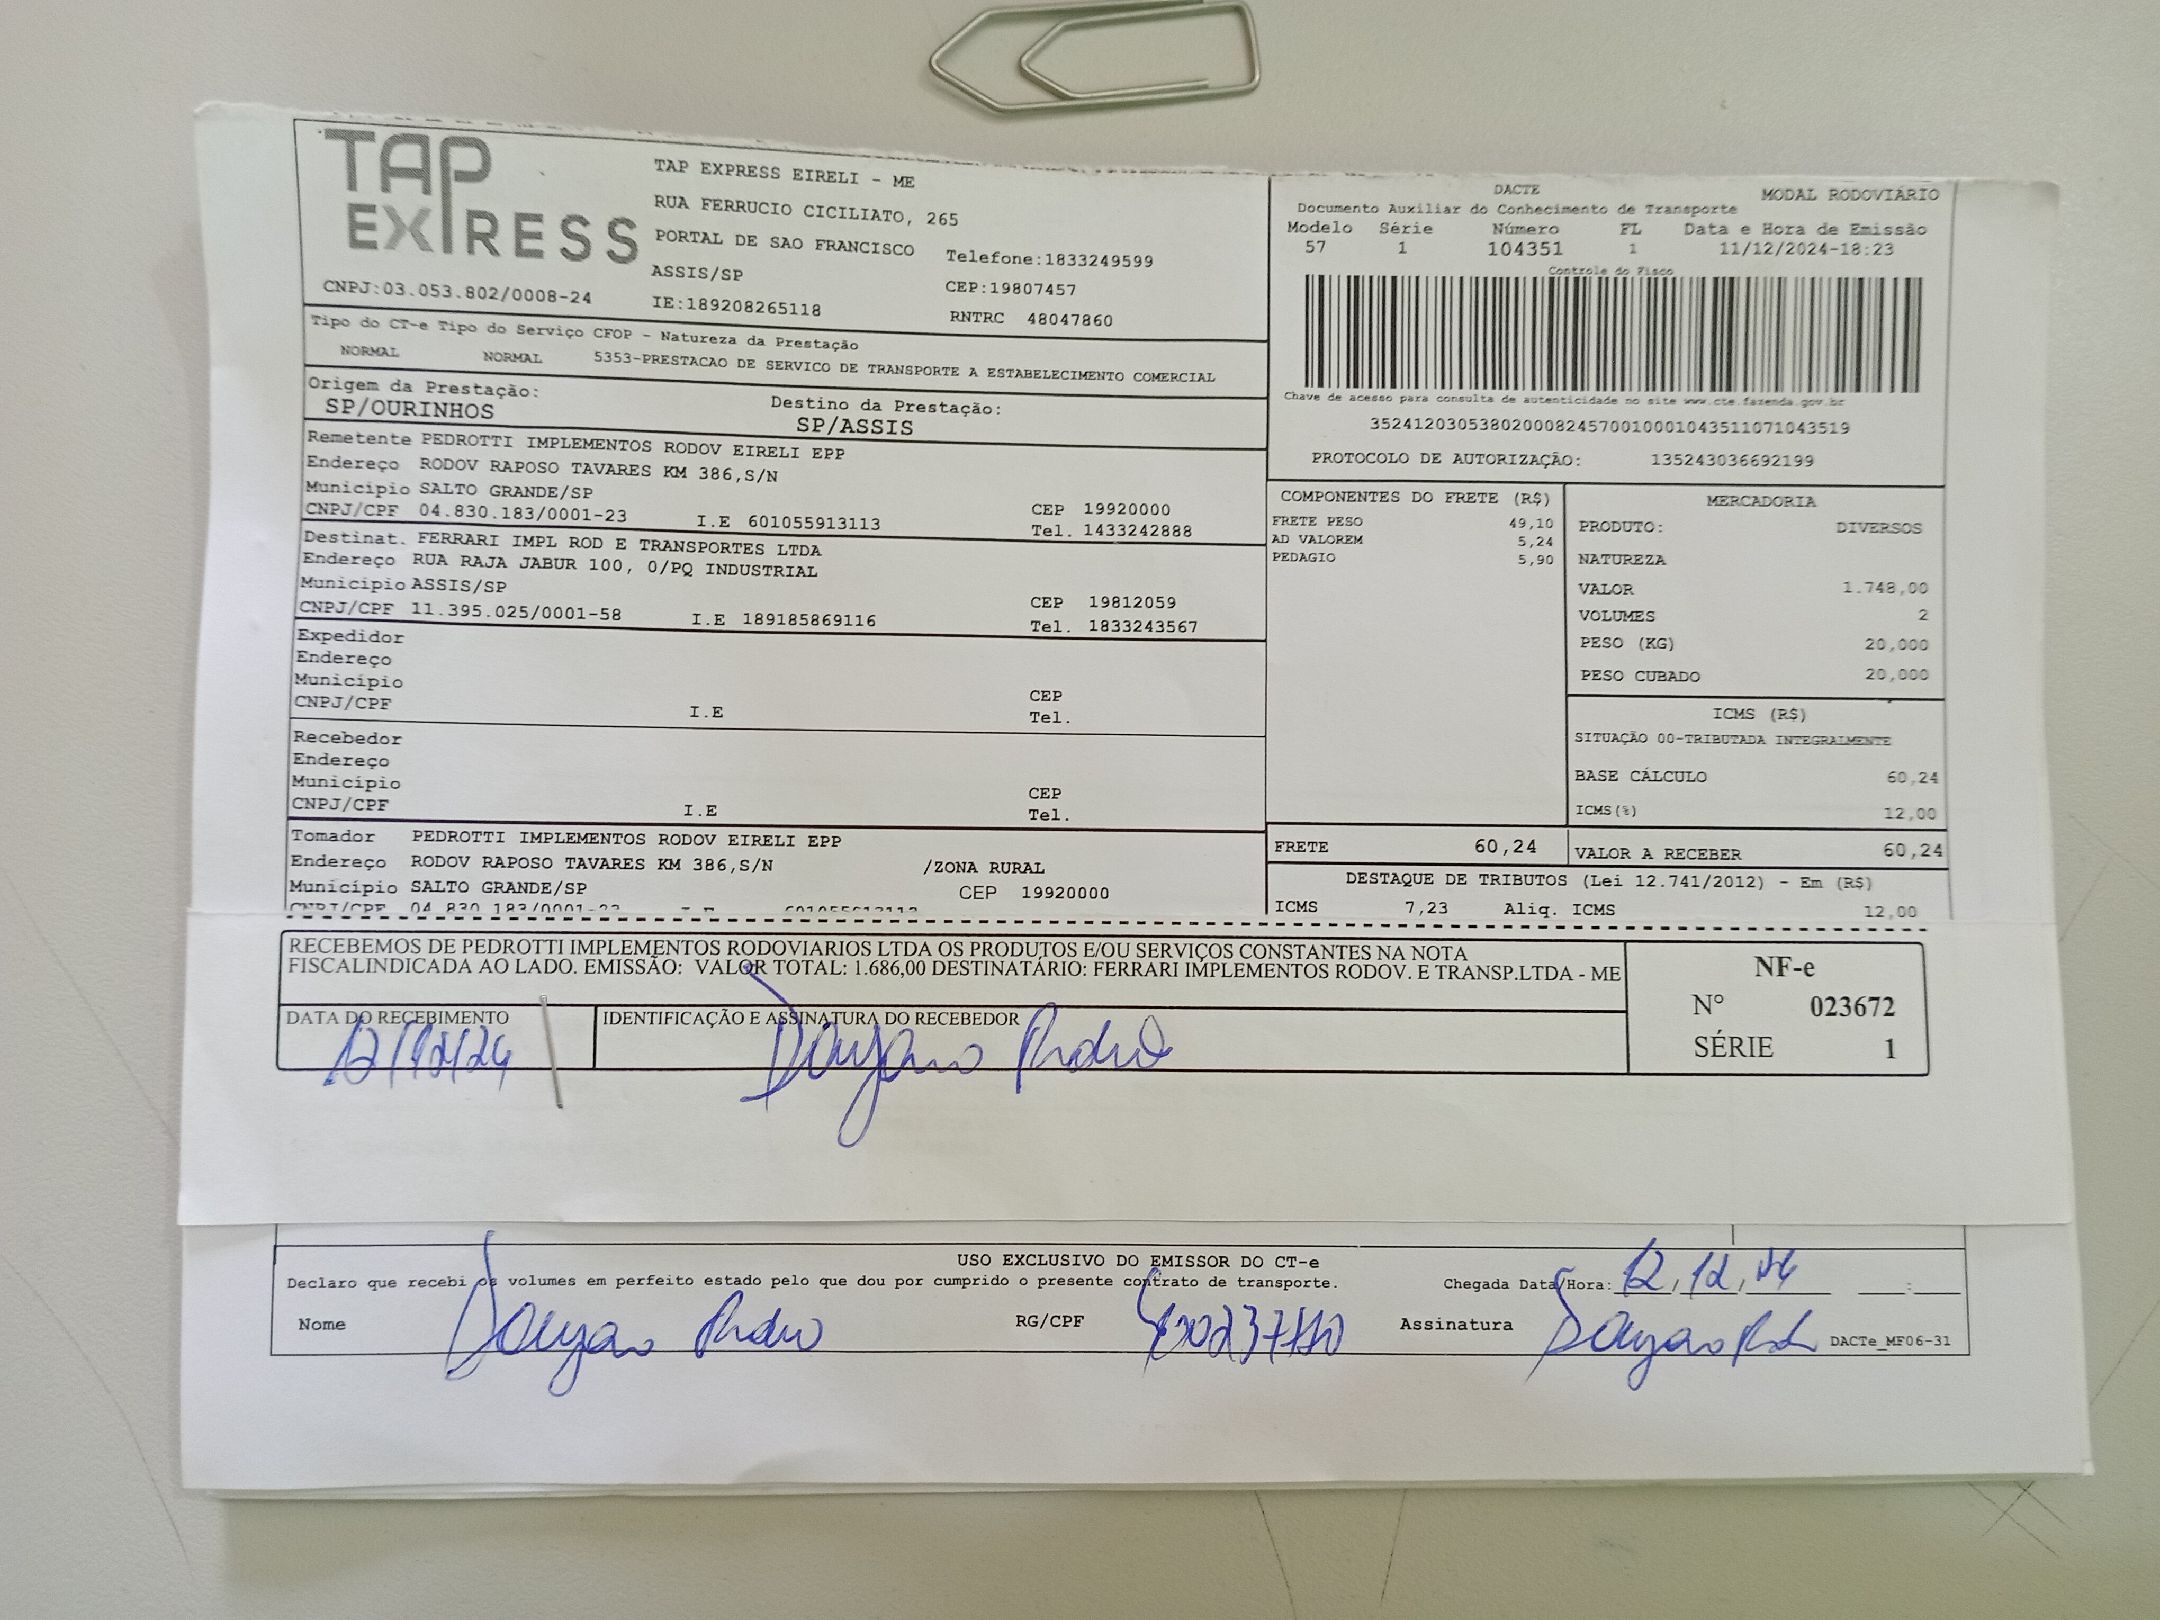 TAP
EXPRESS
TAP EXPRESS EIRELI - ME
RUA FERRUCIO CICILIATO, 265
PORTAL DE SAO FRANCISCO
Telefone:1833249599
ASSIS/SP
CEP:19807457
CNPJ:03.053.802/0008-24
IE:189208265118
RNTRC 48047860
DACTE
MODAL RODOVIÁRIO
Documento Auxiliar do Conhecimento de Transporte
Modelo Série Número FL Data e Hora de Emissão
57 1 104351 1 11/12/2024-18:23
Controle do Fisco
Chave de acesso para consulta de autenticidade no site www.cte.fazenda.gov.br
35241203053802000824570010001043511071043519
PROTOCOLO DE AUTORIZAÇÃO: 135243036692199
Tipo do CT-e Tipo do Serviço CFOP - Natureza da Prestação
NORMAL NORMAL 5353-PRESTACAO DE SERVICO DE TRANSPORTE A ESTABELECIMENTO COMERCIAL
Origem da Prestação: Destino da Prestação:
SP/OURINHOS SP/ASSIS
Remetente PEDROTTI IMPLEMENTOS RODOV EIRELI EPP
Endereço RODOV RAPOSO TAVARES KM 386,S/N
Municipio SALTO GRANDE/SP CEP 19920000
CNPJ/CPF 04.830.183/0001-23 I.E 601055913113 Tel. 1433242888
Destinat. FERRARI IMPL ROD E TRANSPORTES LTDA
Endereço RUA RAJA JABUR 100, 0/PQ INDUSTRIAL
Municipio ASSIS/SP CEP 19812059
CNPJ/CPF 11.395.025/0001-58 I.E 189185869116 Tel. 1833243567
Expedidor
Endereço
Município CEP
CNPJ/CPF I.E Tel.
Recebedor
Endereço
Município CEP
CNPJ/CPF I.E Tel.
Tomador PEDROTTI IMPLEMENTOS RODOV EIRELI EPP
Endereço RODOV RAPOSO TAVARES KM 386,S/N /ZONA RURAL
Município SALTO GRANDE/SP CEP 19920000
CNPJ/CPF 04 830 183/0001-23 I E 601055913113
COMPONENTES DO FRETE (R$)
FRETE PESO 49,10
AD VALOREM 5,24
PEDAGIO 5,90
MERCADORIA
PRODUTO: DIVERSOS
NATUREZA
VALOR 1.748,00
VOLUMES 2
PESO (KG) 20,000
PESO CUBADO 20,000
ICMS (R$)
SITUAÇÃO 00-TRIBUTADA INTEGRALMENTE
BASE CÁLCULO 60,24
ICMS(%) 12,00
FRETE 60,24 VALOR A RECEBER 60,24
DESTAQUE DE TRIBUTOS (Lei 12.741/2012) - Em (R$)
ICMS 7,23 Aliq. ICMS 12,00
RECEBEMOS DE PEDROTTI IMPLEMENTOS RODOVIARIOS LTDA OS PRODUTOS E/OU SERVIÇOS CONSTANTES NA NOTA
FISCALINDICADA AO LADO. EMISSÃO: VALOR TOTAL: 1.686,00 DESTINATÁRIO: FERRARI IMPLEMENTOS RODOV. E TRANSP.LTDA - ME
DATA DO RECEBIMENTO IDENTIFICAÇÃO E ASSINATURA DO RECEBEDOR
12/12/24
NF-e
N° 023672
SÉRIE 1
USO EXCLUSIVO DO EMISSOR DO CT-e
Declaro que recebi os volumes em perfeito estado pelo que dou por cumprido o presente contrato de transporte. Chegada Data/Hora: 12, 12, 24 :
Nome RG/CPF Assinatura DACTe_MF06-31